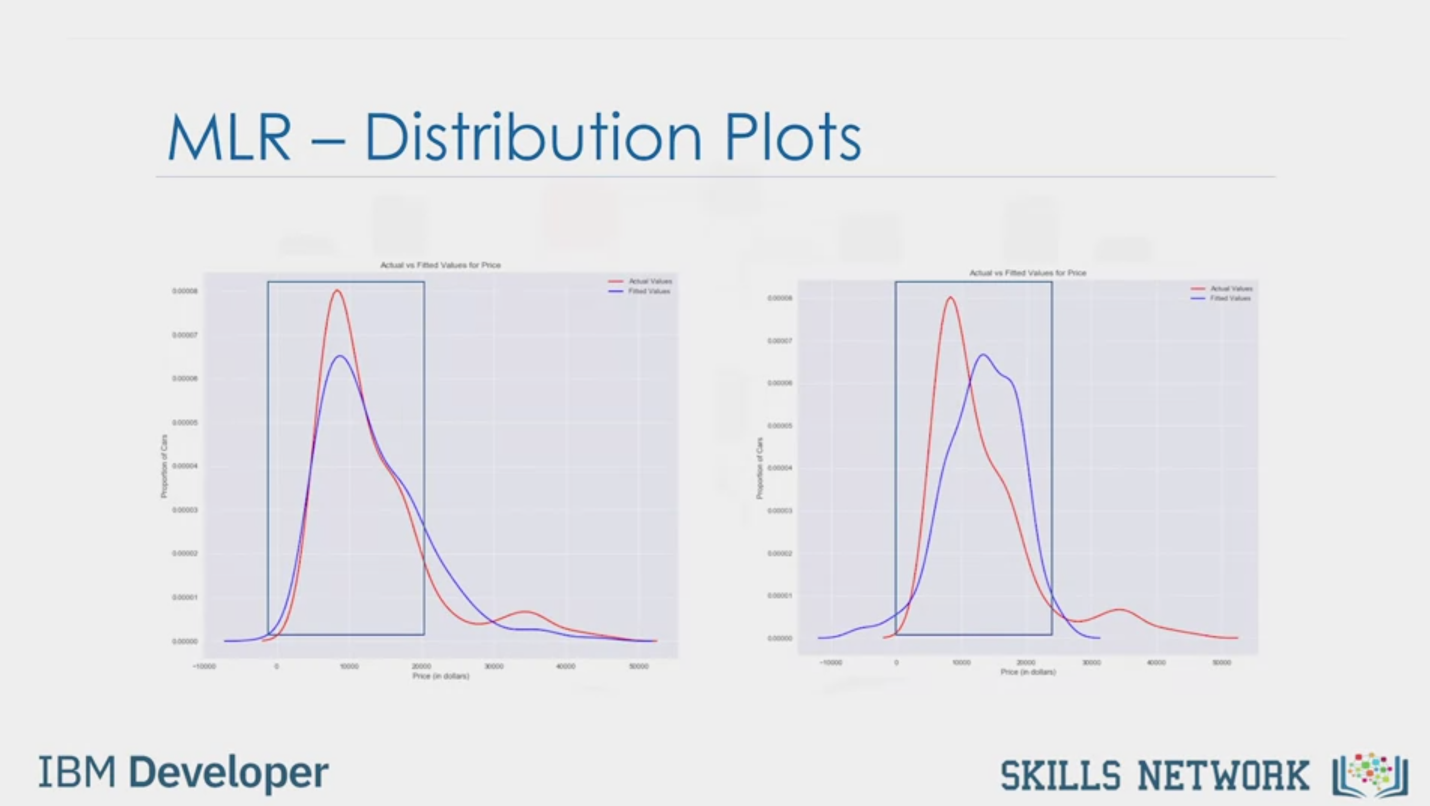 MLR – Distribution Plots
Actual vs Fitted Values for Price
Actual Values
Fitted Values
0.00008
0.00007
0.00006
0.00005
0.00004
0.00003
0.00002
0.00001
0.00000
Proportion of Cars
−10000 0 10000 20000 30000 40000 50000
Price (in dollars)
Actual vs Fitted Values for Price
Actual Values
Fitted Values
0.00008
0.00007
0.00006
0.00005
0.00004
0.00003
0.00002
0.00001
0.00000
Proportion of Cars
−10000 0 10000 20000 30000 40000 50000
Price (in dollars)
IBM Developer
SKILLS NETWORK